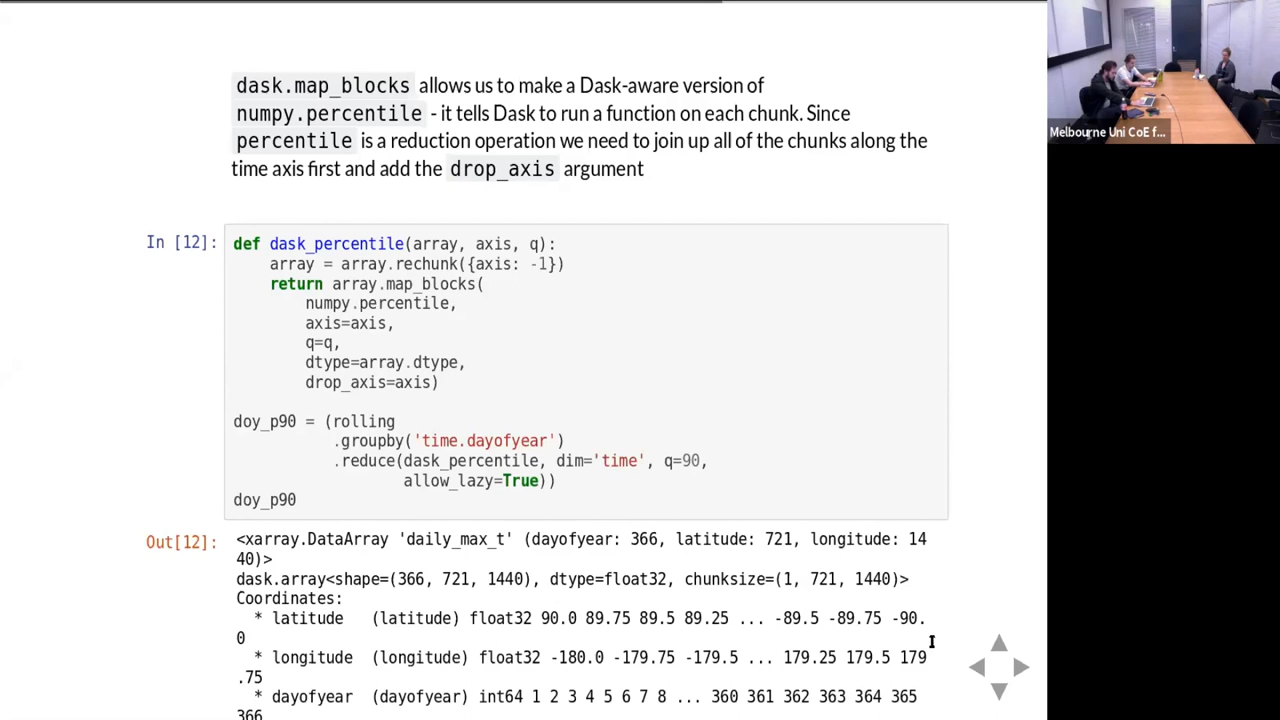 dask.map_blocks allows us to make a Dask-aware version of
numpy.percentile - it tells Dask to run a function on each chunk. Since
percentile is a reduction operation we need to join up all of the chunks along the
time axis first and add the drop_axis argument
In [12]:
def dask_percentile(array, axis, q):
    array = array.rechunk({axis: -1})
    return array.map_blocks(
        numpy.percentile,
        axis=axis,
        q=q,
        dtype=array.dtype,
        drop_axis=axis)
doy_p90 = (rolling
            .groupby('time.dayofyear')
            .reduce(dask_percentile, dim='time', q=90,
                    allow_lazy=True))
doy_p90
Out[12]:
<xarray.DataArray 'daily_max_t' (dayofyear: 366, latitude: 721, longitude: 14
40)>
dask.array<shape=(366, 721, 1440), dtype=float32, chunksize=(1, 721, 1440)>
Coordinates:
  * latitude   (latitude) float32 90.0 89.75 89.5 89.25 ... -89.5 -89.75 -90.
0
  * longitude  (longitude) float32 -180.0 -179.75 -179.5 ... 179.25 179.5 179
.75
  * dayofyear  (dayofyear) int64 1 2 3 4 5 6 7 8 ... 360 361 362 363 364 365
366
Melbourne Uni CoE f...